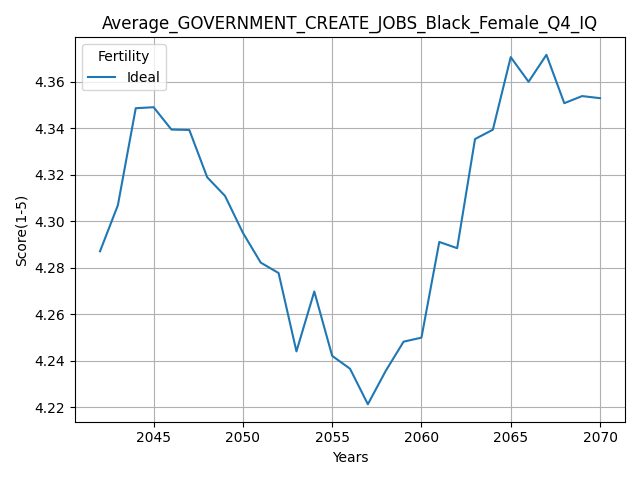 Average_GOVERNMENT_CREATE_JOBS_Black_Female_Q4_IQ
Fertility
Ideal
4.36
4.34
4.32
4.30
4.28
4.26
4.24
4.22
Score(1-5)
2045 2050 2055 2060 2065 2070
Years